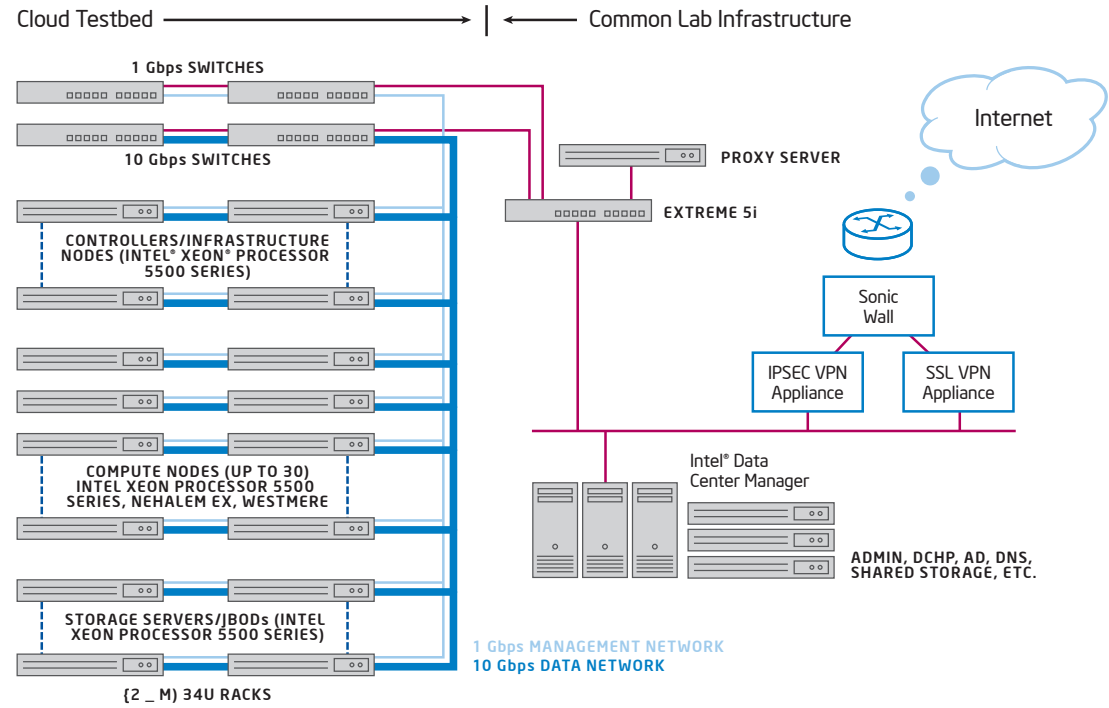 Cloud Testbed
Common Lab Infrastructure
1 Gbps SWITCHES
10 Gbps SWITCHES
CONTROLLERS/INFRASTRUCTURE
NODES (INTEL® XEON® PROCESSOR
5500 SERIES)
COMPUTE NODES (UP TO 30)
INTEL XEON PROCESSOR 5500
SERIES, NEHALEM EX, WESTMERE
STORAGE SERVERS/JBODs (INTEL
XEON PROCESSOR 5500 SERIES)
{2 _ M) 34U RACKS
1 Gbps MANAGEMENT NETWORK
10 Gbps DATA NETWORK
PROXY SERVER
EXTREME 5i
Internet
Sonic
Wall
IPSEC VPN
Appliance
SSL VPN
Appliance
Intel® Data
Center Manager
ADMIN, DCHP, AD, DNS,
SHARED STORAGE, ETC.